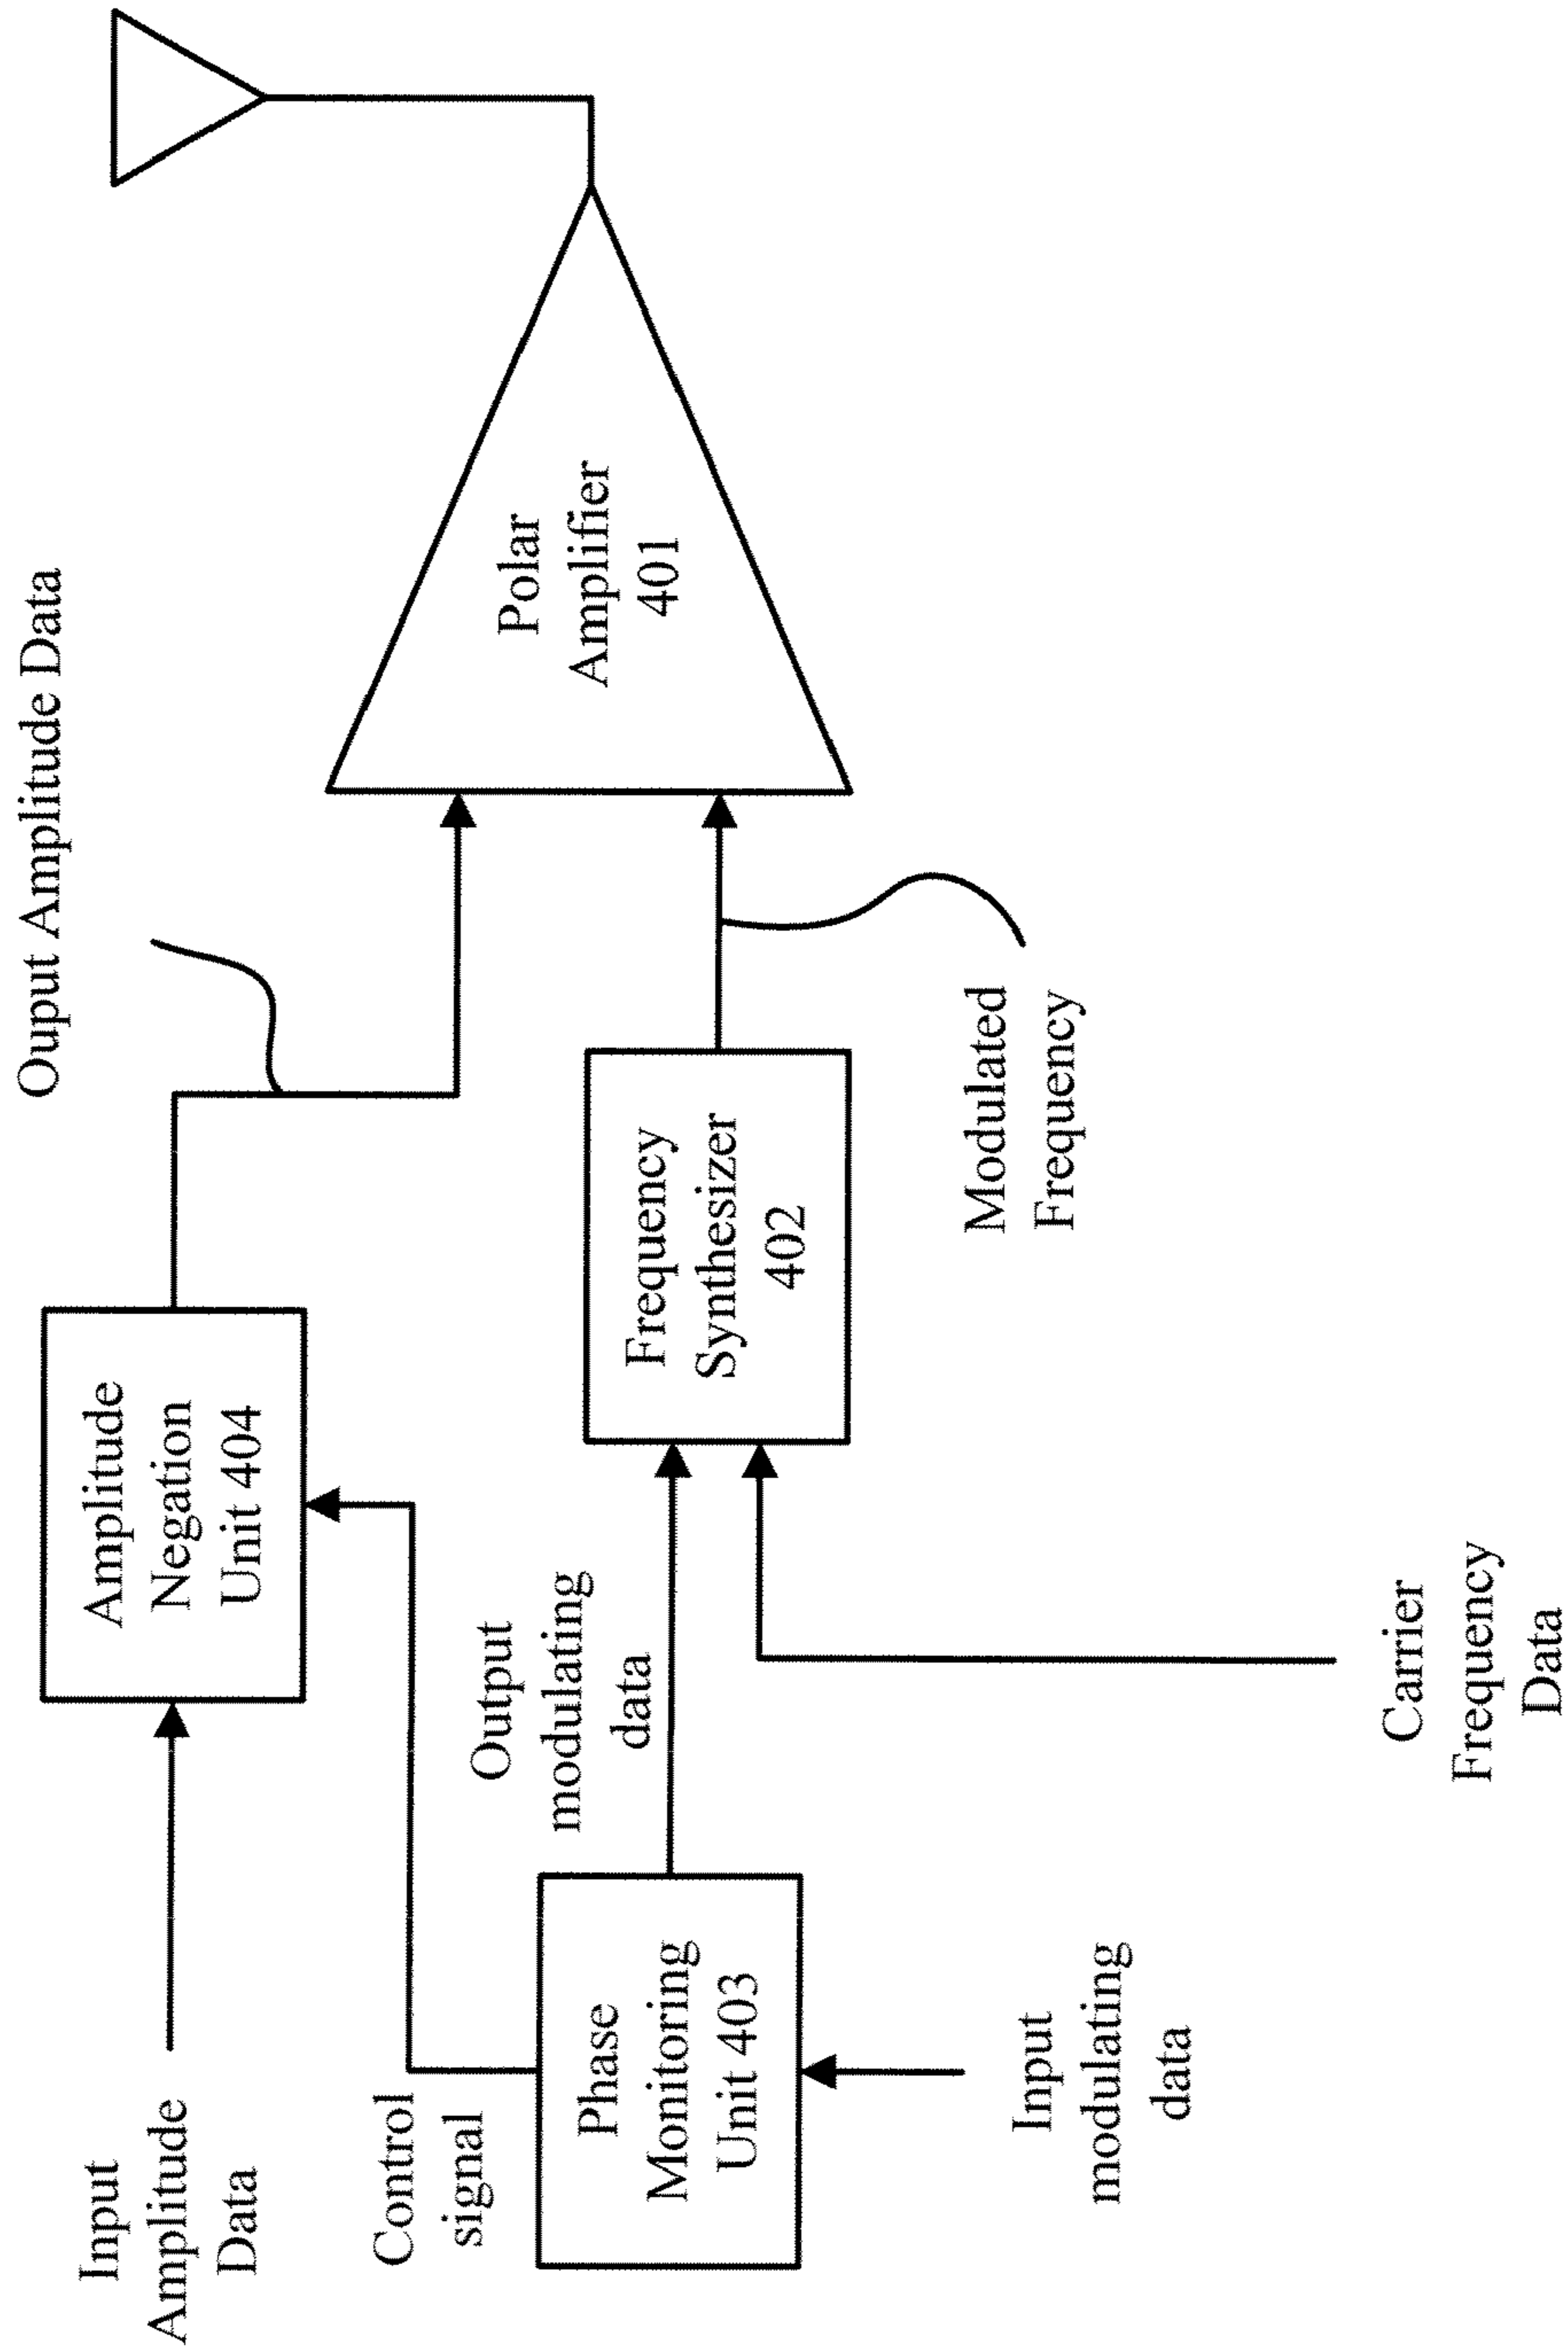 Input
Amplitude
Data
Amplitude
Negation
Unit 404
Ouput Amplitude Data
Control
signal
Output
modulating
data
Phase
Monitoring
Unit 403
Frequency
Synthesizer
402
Polar
Amplifier
401
Input
modulating
data
Modulated
Frequency
Carrier
Frequency
Data